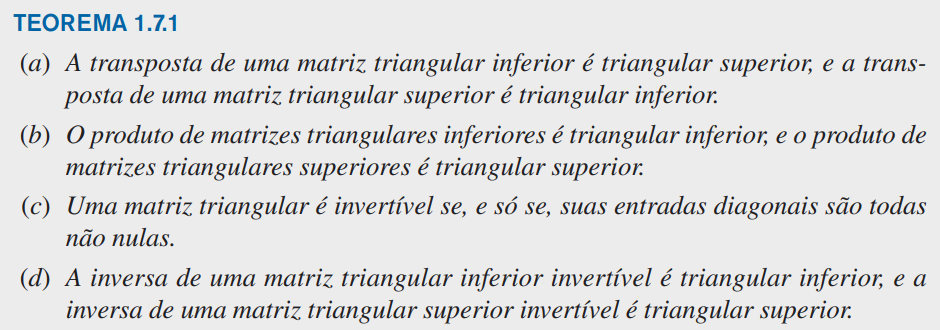 TEOREMA 1.7.1
(a) A transposta de uma matriz triangular inferior é triangular superior, e a trans-
posta de uma matriz triangular superior é triangular inferior.
(b) O produto de matrizes triangulares inferiores é triangular inferior, e o produto de
matrizes triangulares superiores é triangular superior.
(c) Uma matriz triangular é invertível se, e só se, suas entradas diagonais são todas
não nulas.
(d) A inversa de uma matriz triangular inferior invertível é triangular inferior, e a
inversa de uma matriz triangular superior invertível é triangular superior.